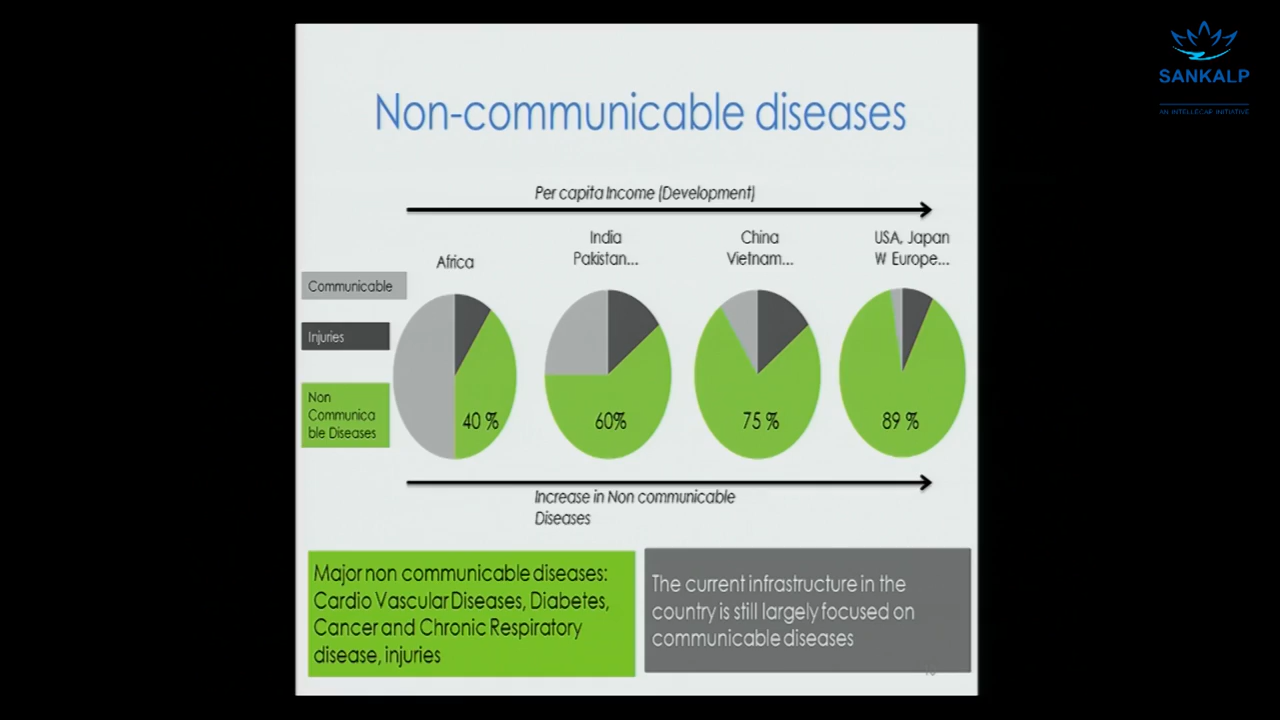 SANKALP
AN INTELLECAP INITIATIVE
Non-communicable diseases
Per capita Income (Development)
Africa
India
Pakistan...
China
Vietnam...
USA, Japan
W Europe...
Communicable
Injuries
Non
Communica
ble Diseases
40 %
60%
75 %
89 %
Increase in Non communicable
Diseases
Major non communicable diseases:
Cardio Vascular Diseases, Diabetes,
Cancer and Chronic Respiratory
disease, injuries
The current infrastructure in the
country is still largely focused on
communicable diseases